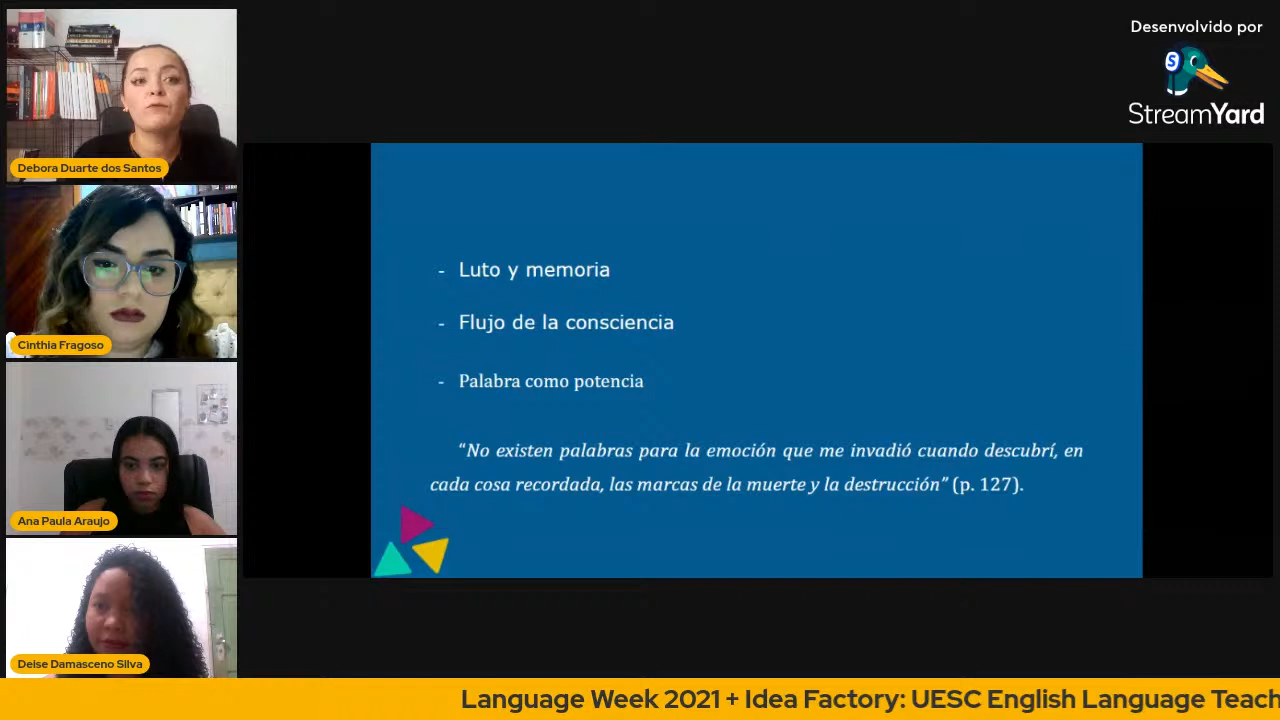 Desenvolvido por
StreamYard
Debora Duarte dos Santos
Cinthia Fragoso
Ana Paula Araujo
Deise Damasceno Silva
- Luto y memoria
- Flujo de la consciencia
- Palabra como potencia
“No existen palabras para la emoción que me invadió cuando descubrí, en
cada cosa recordada, las marcas de la muerte y la destrucción” (p. 127).
Language Week 2021 + Idea Factory: UESC English Language Teach